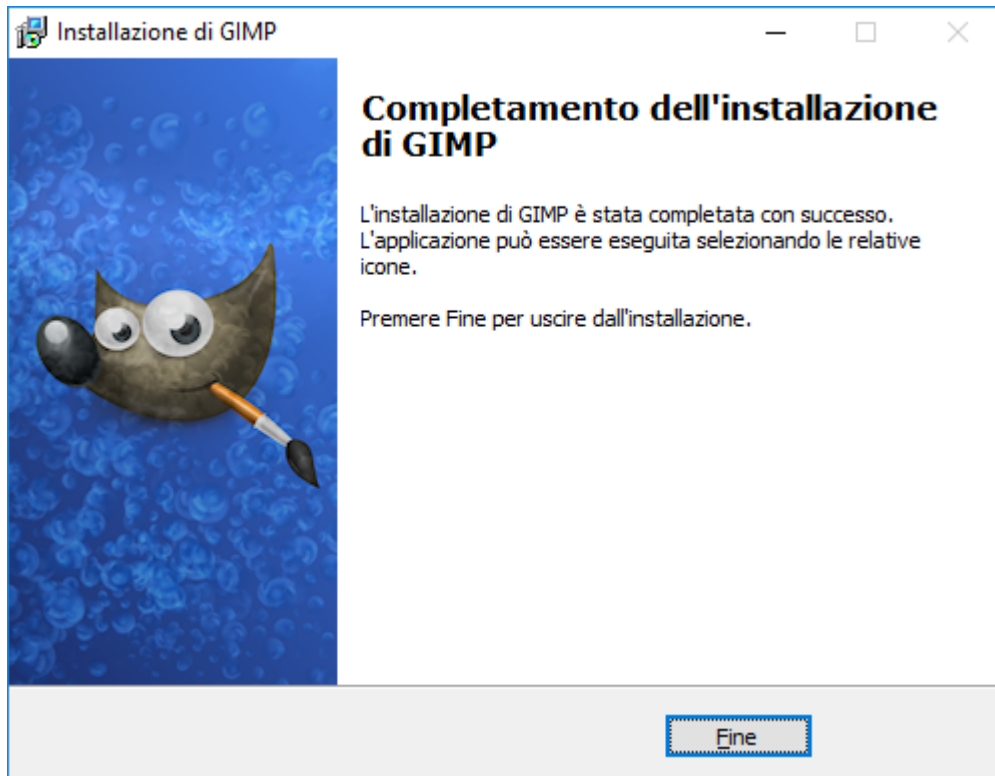 Installazione di GIMP
Completamento dell'installazione
di GIMP
L'installazione di GIMP è stata completata con successo.
L'applicazione può essere eseguita selezionando le relative
icone.
Premere Fine per uscire dall'installazione.
Fine